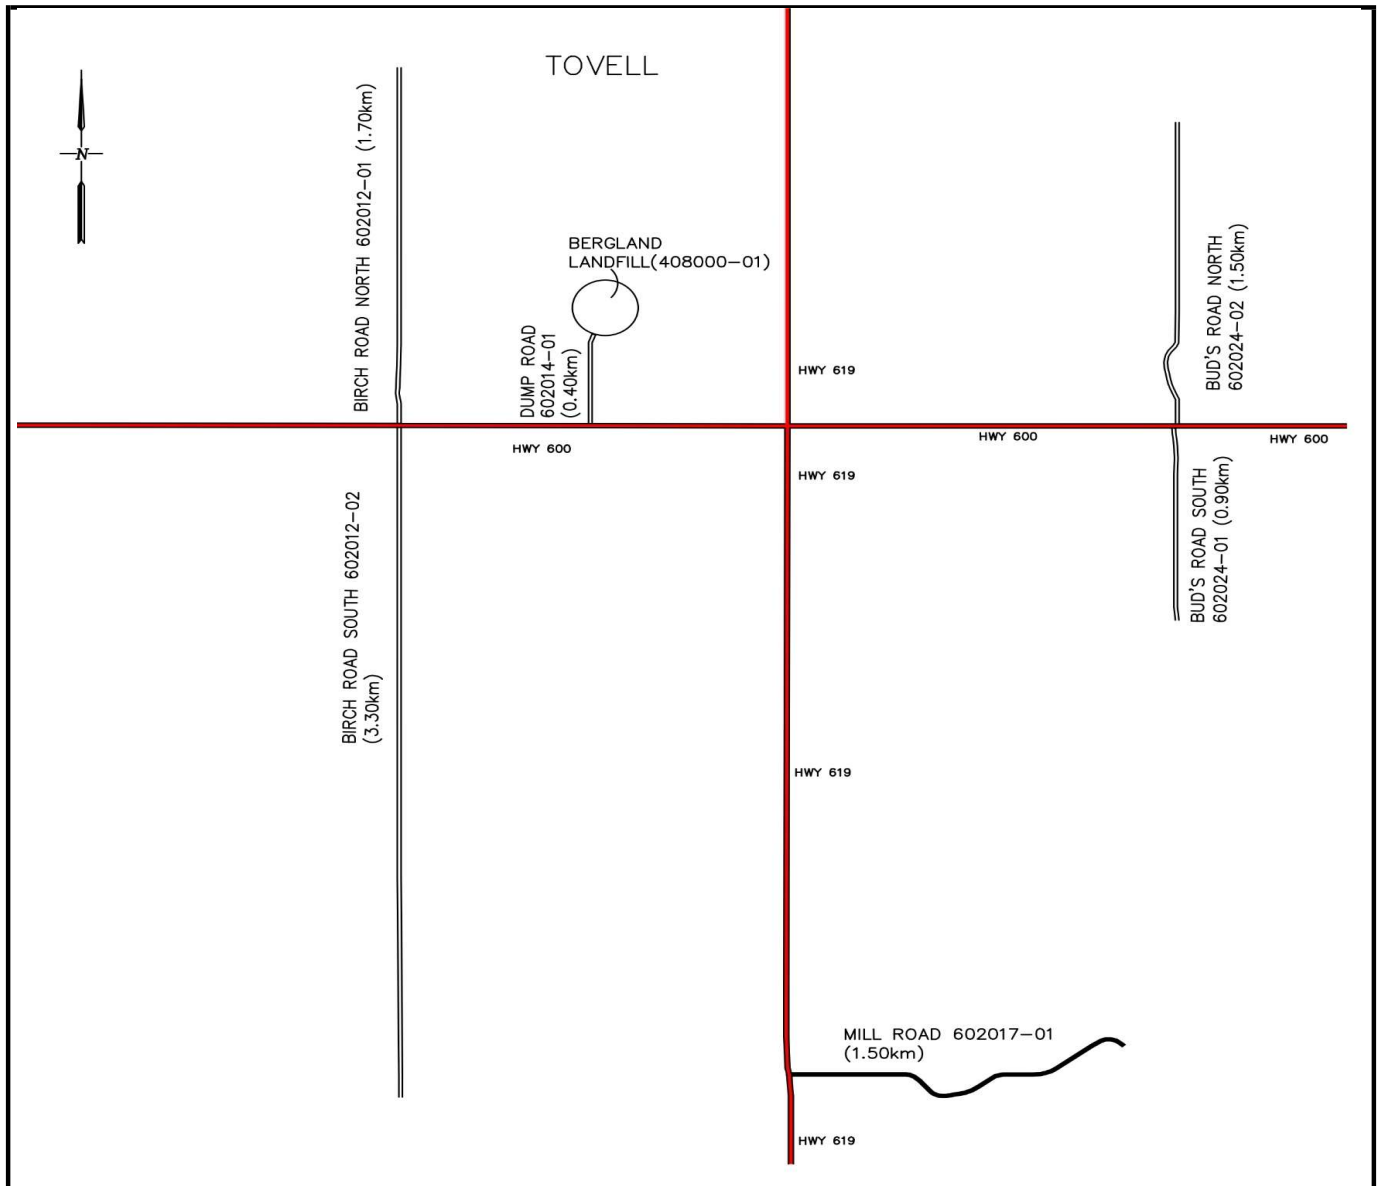 TOVELL
N
BIRCH ROAD NORTH 602012-01 (1.70km)
BERGLAND
LANDFILL(408000-01)
DUMP ROAD
602014-01
(0.40km)
HWY 619
BUD'S ROAD NORTH
602024-02 (1.50km)
HWY 600
HWY 600
HWY 600
HWY 619
BIRCH ROAD SOUTH 602012-02
(3.30km)
BUD'S ROAD SOUTH
602024-01 (0.90km)
HWY 619
MILL ROAD 602017-01
(1.50km)
HWY 619